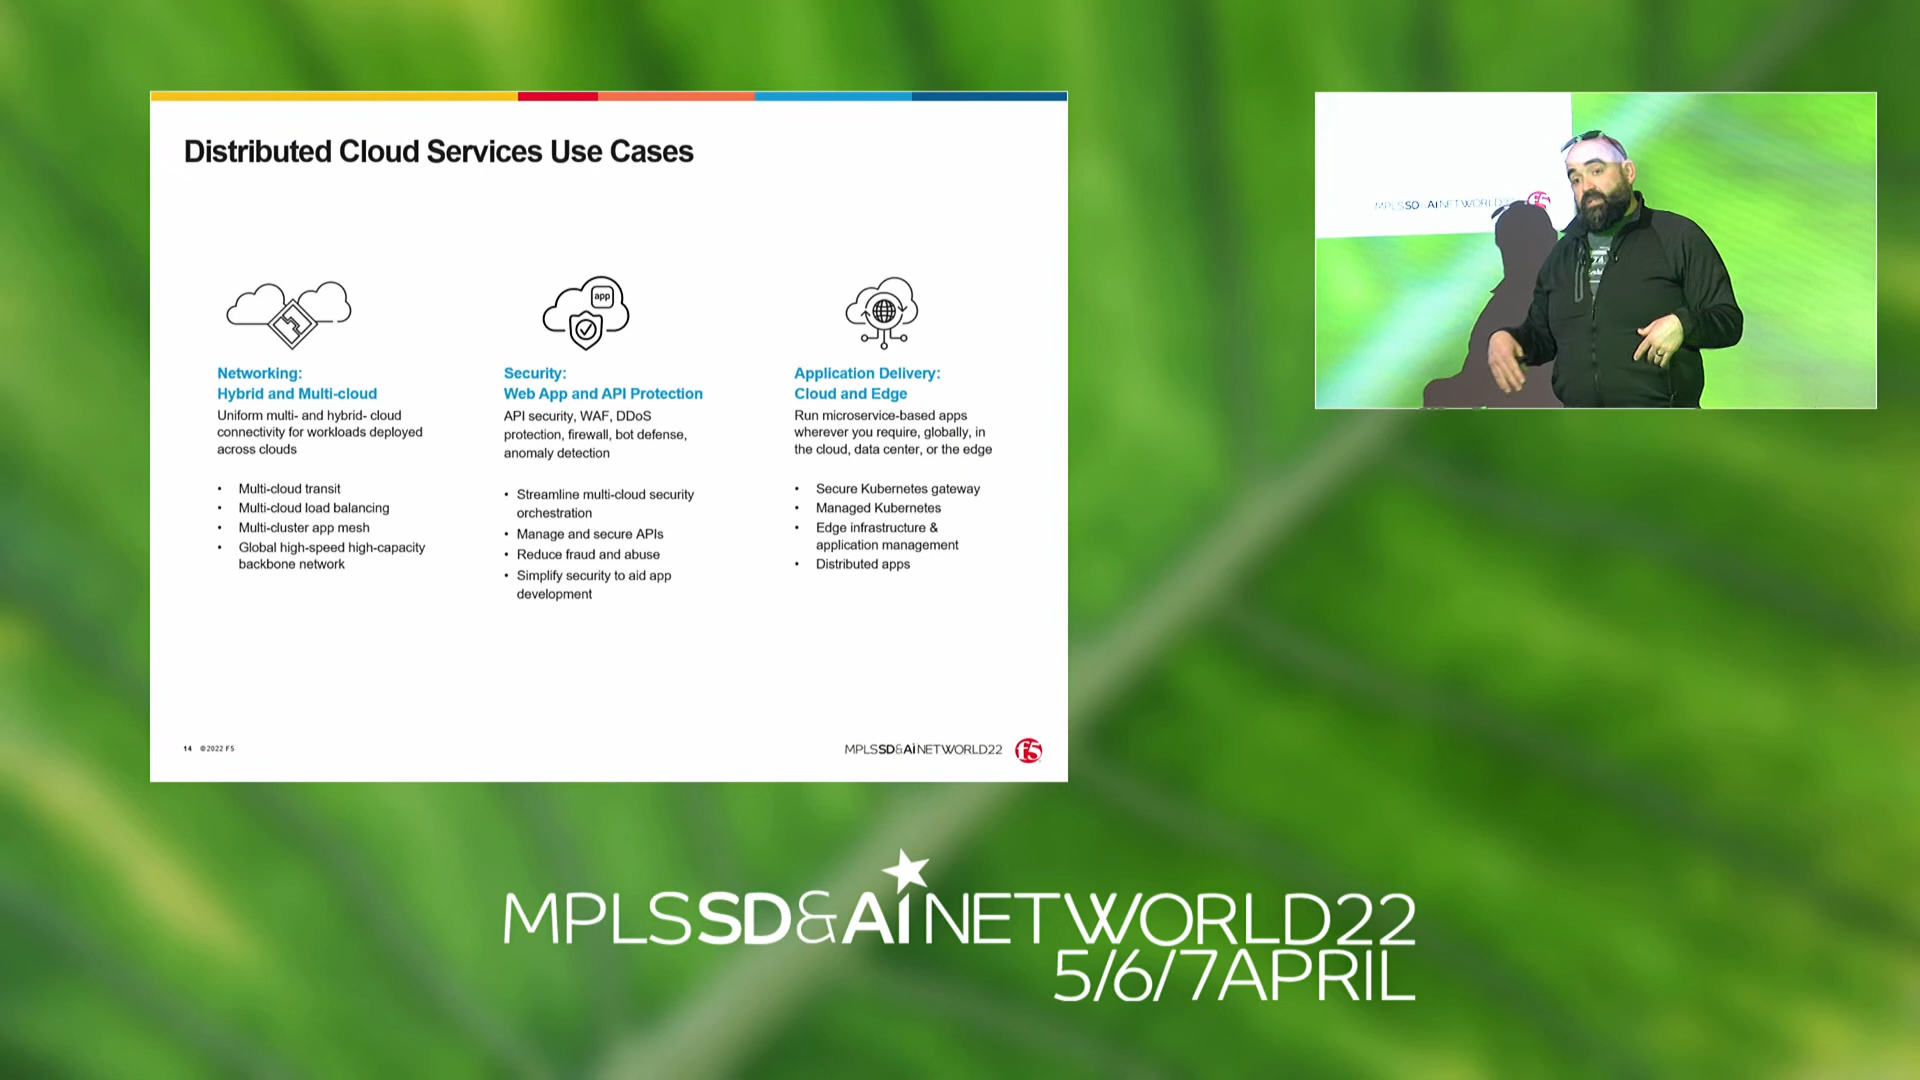 Distributed Cloud Services Use Cases
app
Networking:
Hybrid and Multi-cloud
Uniform multi- and hybrid- cloud
connectivity for workloads deployed
across clouds
• Multi-cloud transit
• Multi-cloud load balancing
• Multi-cluster app mesh
• Global high-speed high-capacity
backbone network
Security:
Web App and API Protection
API security, WAF, DDoS
protection, firewall, bot defense,
anomaly detection
• Streamline multi-cloud security
orchestration
• Manage and secure APIs
• Reduce fraud and abuse
• Simplify security to aid app
development
Application Delivery:
Cloud and Edge
Run microservice-based apps
wherever you require, globally, in
the cloud, data center, or the edge
• Secure Kubernetes gateway
• Managed Kubernetes
• Edge infrastructure &
application management
• Distributed apps
14 ©2022 F5
MPLSSD&AiNETWORLD22
f5
MPLSSD&AiNETWORLD22
MPLSSD&AiNETWORLD22
5/6/7APRIL